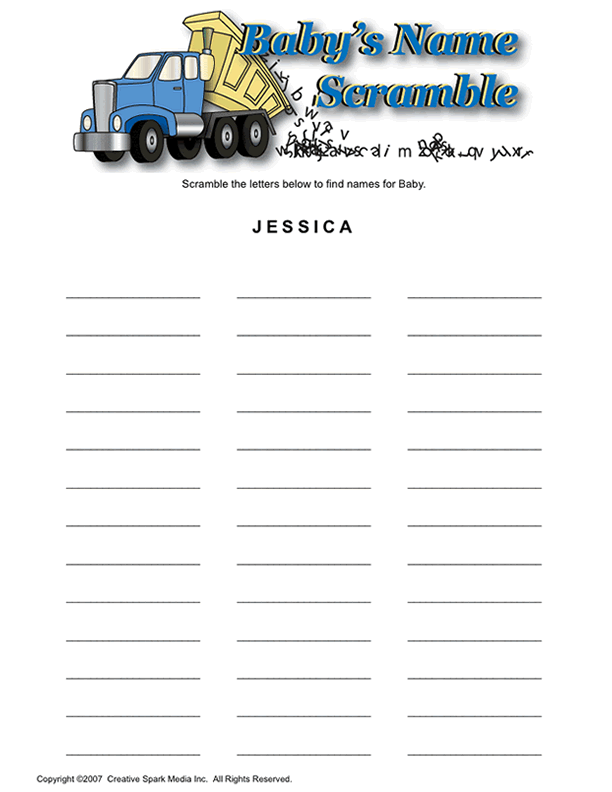 Baby's Name
Scramble
Scramble the letters below to find names for Baby.
JESSICA
Copyright ©2007 Creative Spark Media Inc. All Rights Reserved.